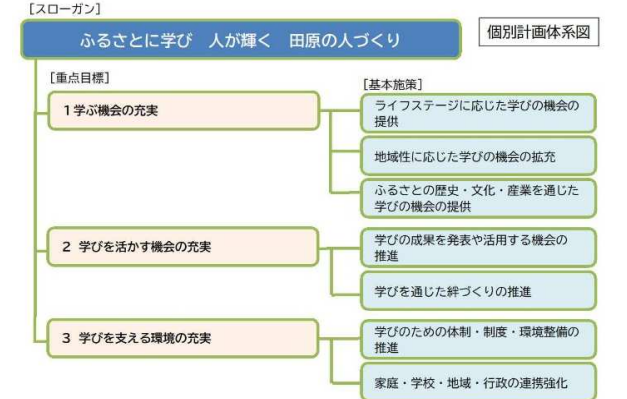 [スローガン]
ふるさとに学び 人が輝く 田原の人づくり
個別計画体系図
[重点目標]
[基本施策]
1学ぶ機会の充実
ライフステージに応じた学びの機会の
提供
地域性に応じた学びの機会の拡充
ふるさとの歴史・文化・産業を通じた
学びの機会の提供
2 学びを活かす機会の充実
学びの成果を発表や活用する機会の
推進
学びを通じた絆づくりの推進
3 学びを支える環境の充実
学びのための体制・制度・環境整備の
推進
家庭・学校・地域・行政の連携強化